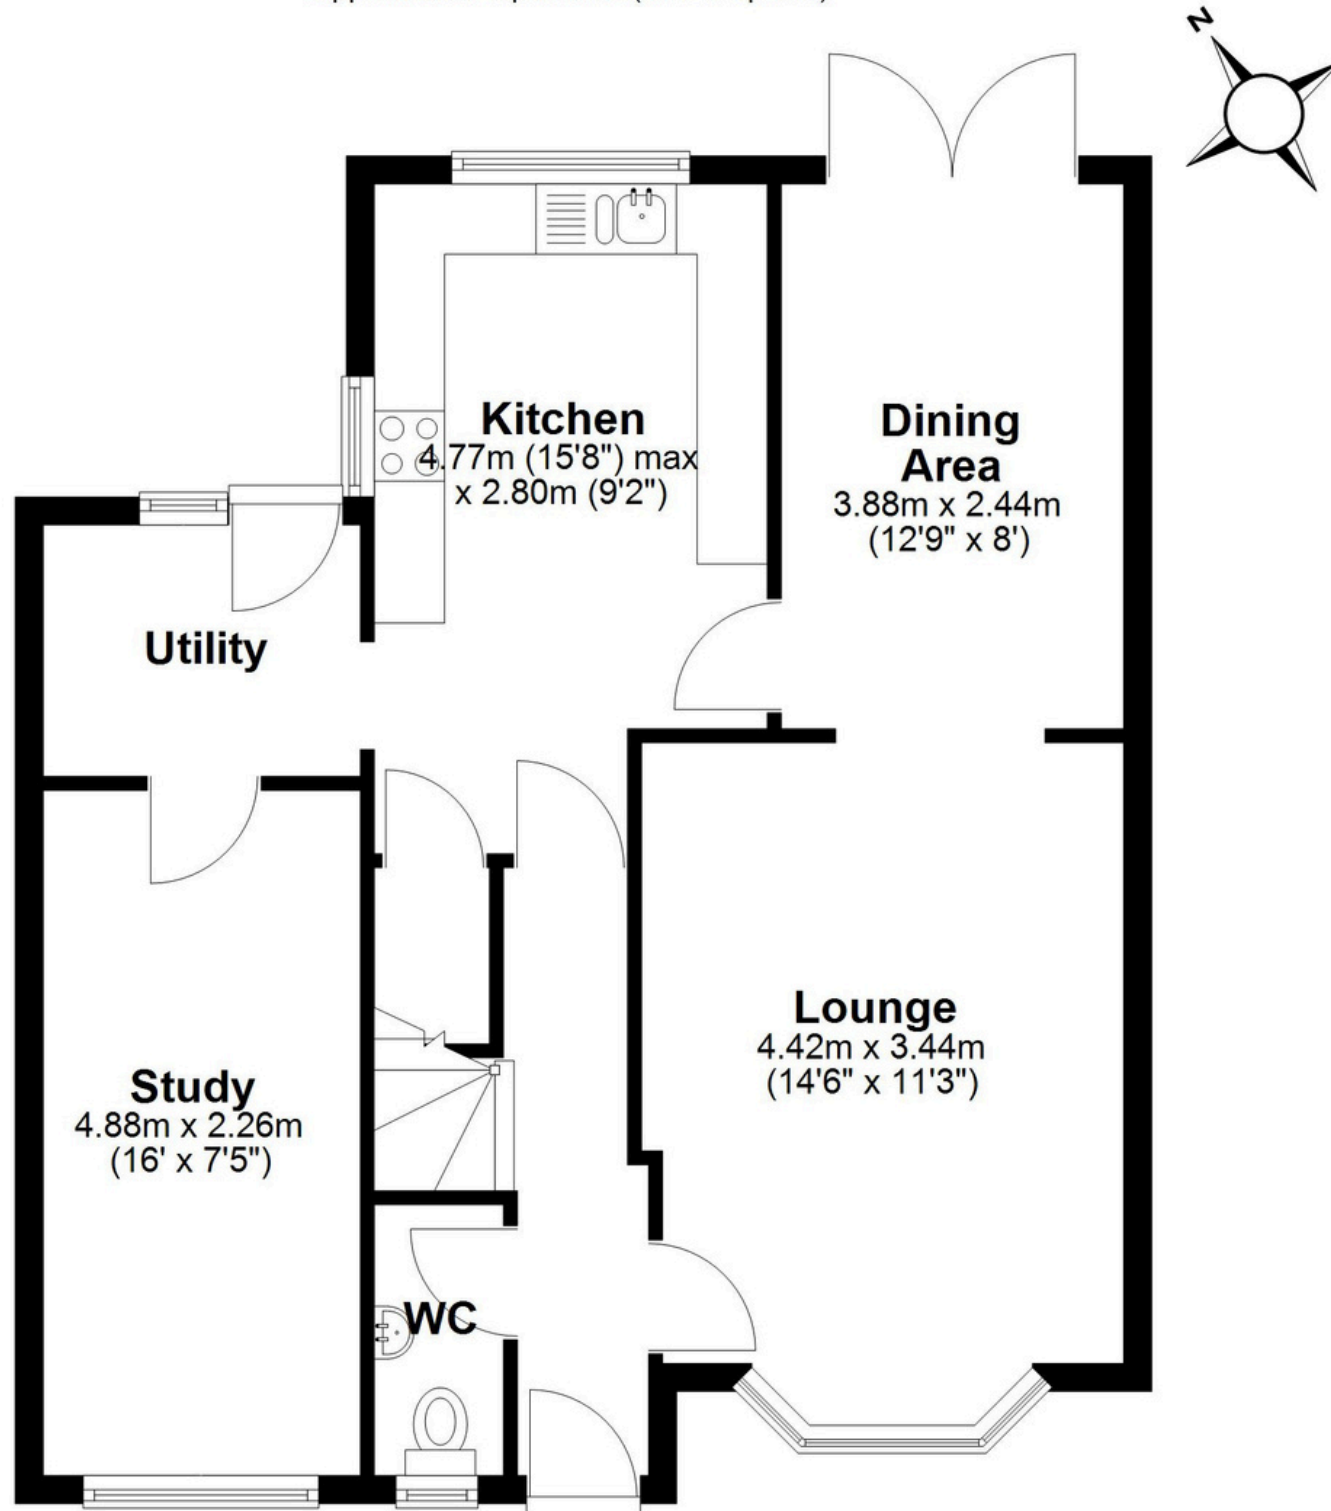 N
Kitchen
4.77m (15'8") max
x 2.80m (9'2")
Dining
Area
3.88m x 2.44m
(12'9" x 8')
Utility
Lounge
4.42m x 3.44m
(14'6" x 11'3")
Study
4.88m x 2.26m
(16' x 7'5")
WC